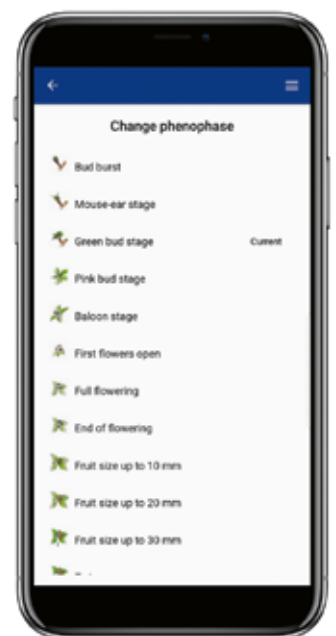 Change phenophase
Bud burst
Mouse-ear stage
Green bud stage Current
Pink bud stage
Baloon stage
First flowers open
Full flowering
End of flowering
Fruit size up to 10 mm
Fruit size up to 20 mm
Fruit size up to 30 mm